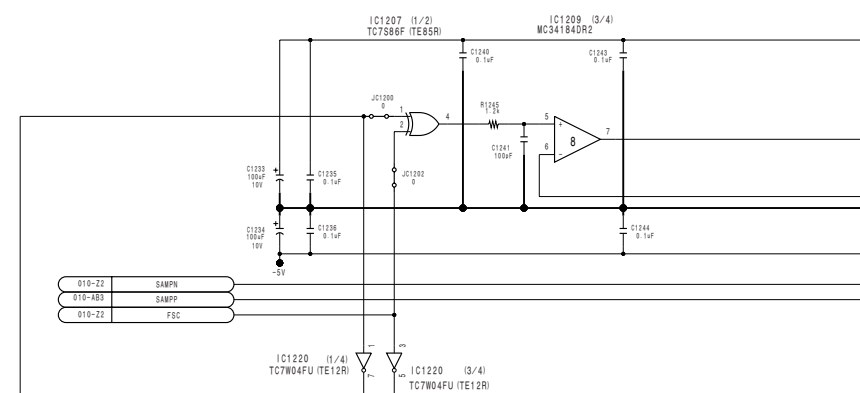 IC1207 (1/2)
TC7S86F (TE85R)
IC1209 (3/4)
MC34184DR2
C1240
0.1uF
C1243
0.1uF
JC1200
0
1
2
4
R1245
1.2k
5
6
7
+
-
8
C1241
100pF
JC1202
0
C1233
100uF
10V
+
C1235
0.1uF
C1234
100uF
10V
+
C1236
0.1uF
C1244
0.1uF
-5V
010-Z2 SAMPN
010-AB3 SAMPP
010-Z2 FSC
IC1220 (1/4)
TC7W04FU (TE12R)
1
7
3
5
IC1220 (3/4)
TC7W04FU (TE12R)